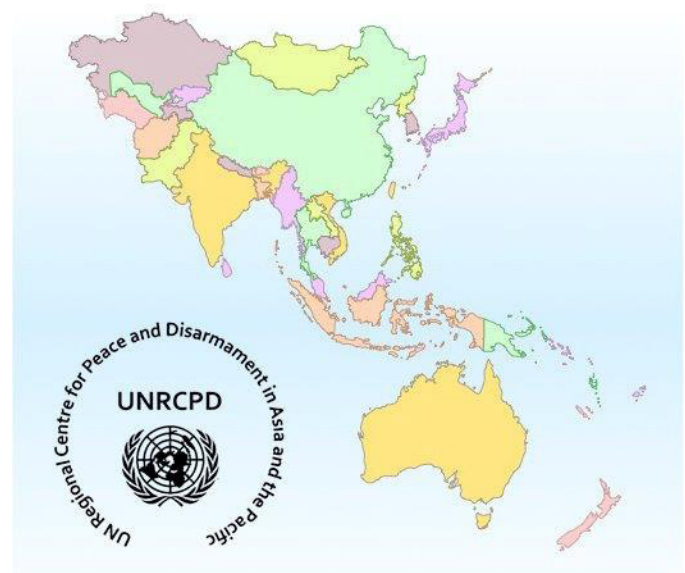 UN Regional Centre for Peace and Disarmament in Asia and the Pacific
UNRCPD